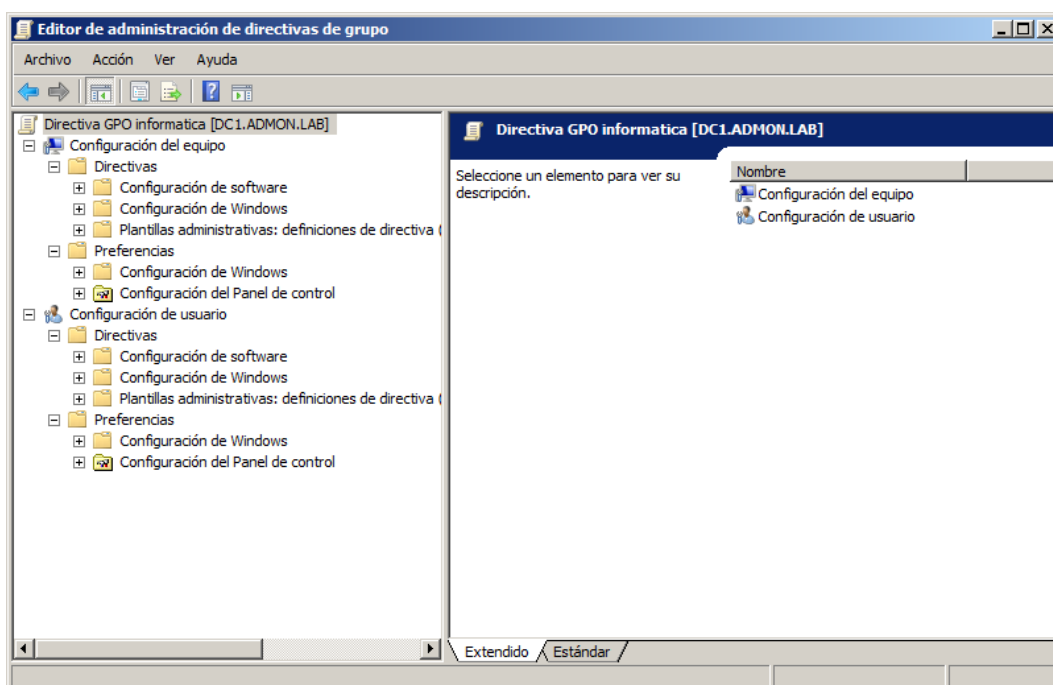 Editor de administración de directivas de grupo
Archivo Acción Ver Ayuda
Directiva GPO informatica [DC1.ADMON.LAB]
Configuración del equipo
Directivas
Configuración de software
Configuración de Windows
Plantillas administrativas: definiciones de directiva (
Preferencias
Configuración de Windows
Configuración del Panel de control
Configuración de usuario
Directivas
Configuración de software
Configuración de Windows
Plantillas administrativas: definiciones de directiva (
Preferencias
Configuración de Windows
Configuración del Panel de control
Directiva GPO informatica [DC1.ADMON.LAB]
Seleccione un elemento para ver su
descripción.
Nombre
Configuración del equipo
Configuración de usuario
Extendido Estándar